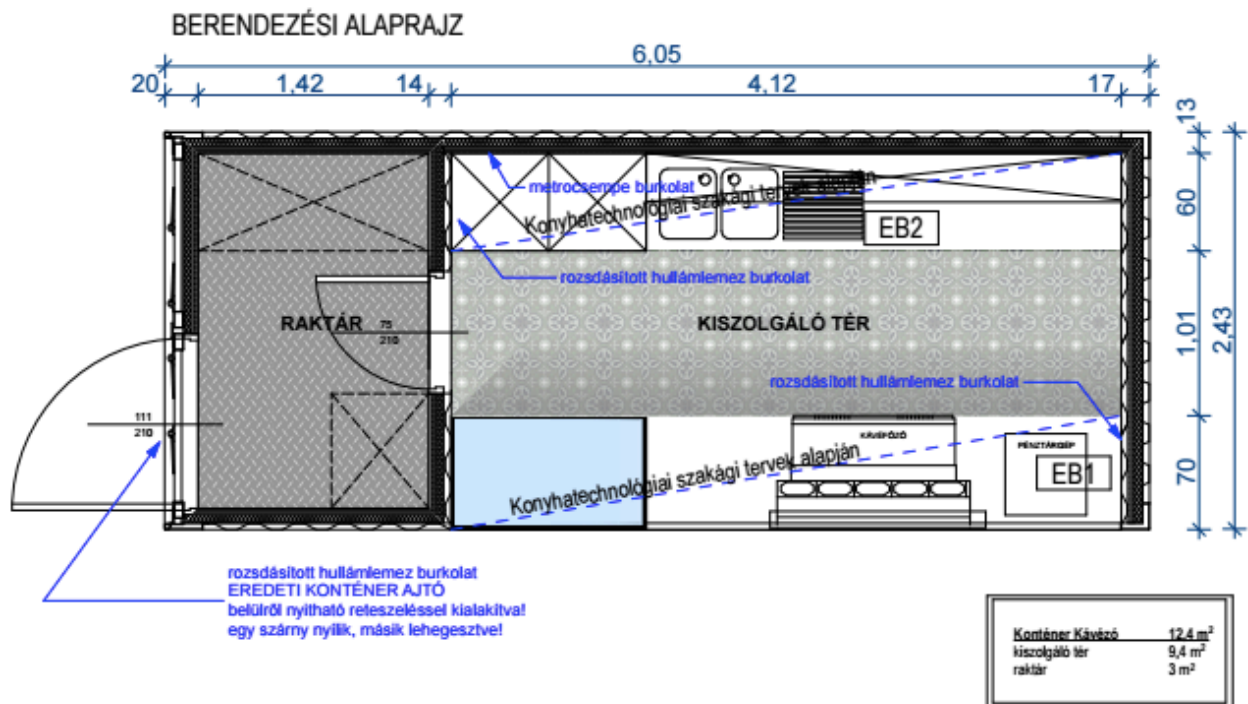 BERENDEZÉSI ALAPRAJZ
6,05
20
1,42
14
4,12
17
13
metrocsempe burkolat
Konyhatechnológiai szakági tervek alapján
60
EB2
rozsdásított hullámlemez burkolat
RAKTÁR
75
210
KISZOLGÁLÓ TÉR
1,01
2,43
rozsdásított hullámlemez burkolat
111
210
KÁVÉFŐZŐ
PÉNZTÁRGÉP
Konyhatechnológiai szakági tervek alapján
EB1
70
rozsdásított hullámlemez burkolat
EREDETI KONTÉNER AJTÓ
belülről nyitható reteszeléssel kialakítva!
egy szárny nyílik, másik lehegesztve!
Konténer Kávézó 12,4 m²
kiszolgáló tér 9,4 m²
raktár 3 m²